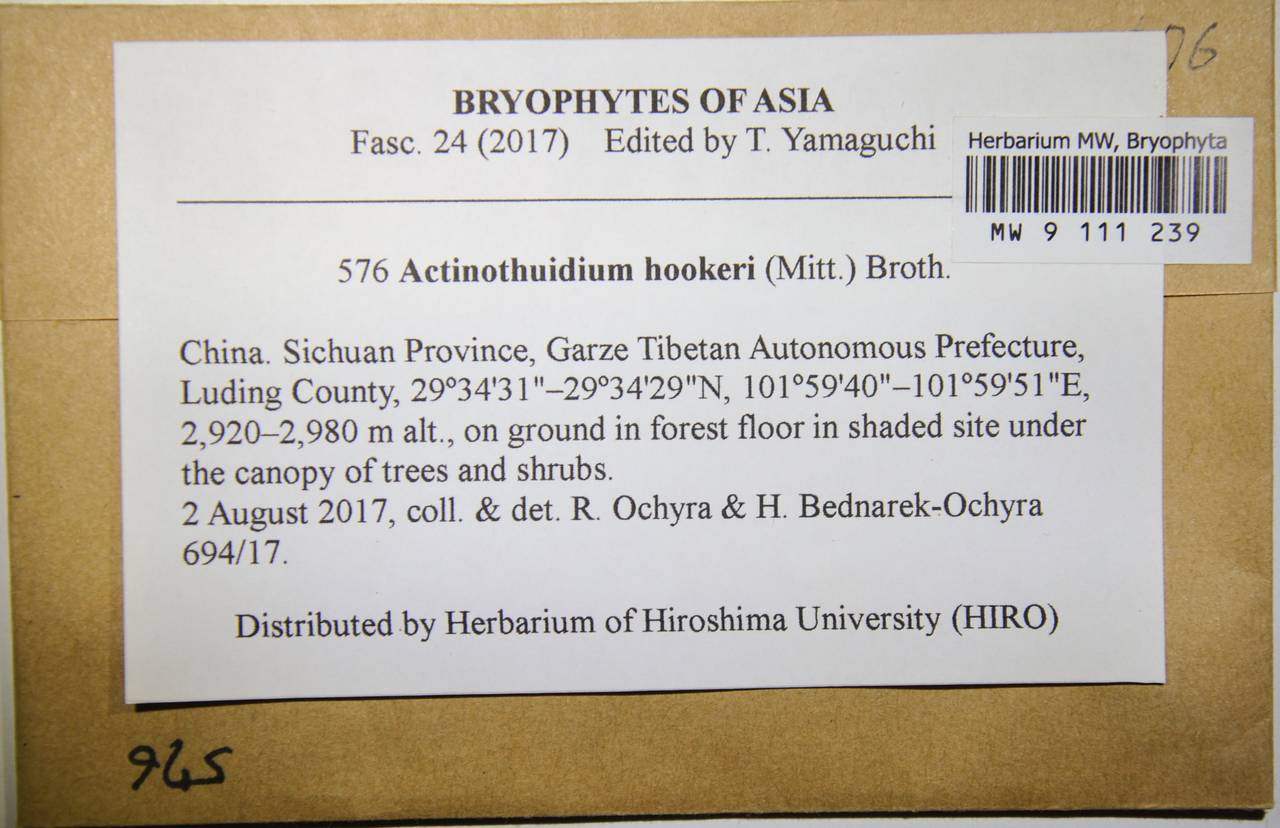 76
BRYOPHYTES OF ASIA
Fasc. 24 (2017) Edited by T. Yamaguchi
Herbarium MW, Bryophyta
MW 9 111 239
576 Actinothuidium hookeri (Mitt.) Broth.
China. Sichuan Province, Garze Tibetan Autonomous Prefecture,
Luding County, 29°34'31"–29°34'29"N, 101°59'40"–101°59'51"E,
2,920–2,980 m alt., on ground in forest floor in shaded site under
the canopy of trees and shrubs.
2 August 2017, coll. & det. R. Ochyra & H. Bednarek-Ochyra
694/17.
Distributed by Herbarium of Hiroshima University (HIRO)
576